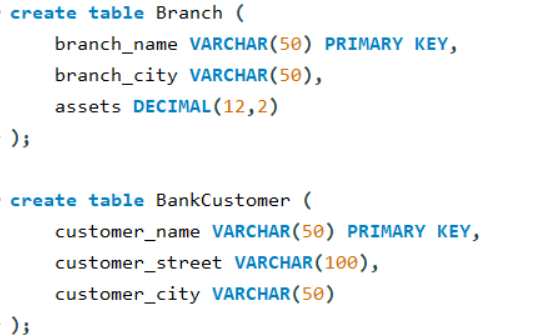 create table Branch (
    branch_name VARCHAR(50) PRIMARY KEY,
    branch_city VARCHAR(50),
    assets DECIMAL(12,2)
);
create table BankCustomer (
    customer_name VARCHAR(50) PRIMARY KEY,
    customer_street VARCHAR(100),
    customer_city VARCHAR(50)
);